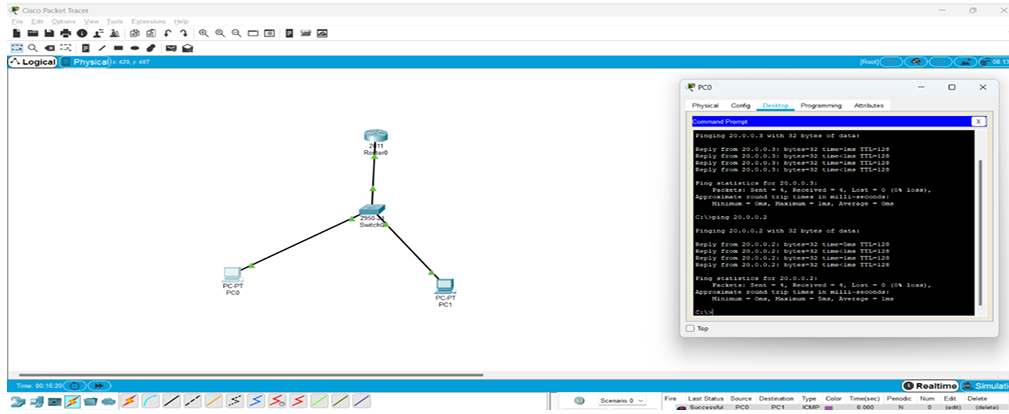 Cisco Packet Tracer
File Edit Options View Tools Extensions Help
Logical Physical x: 429, y: 487 [Root]
2811
Router0
2950-24
Switch0
PC-PT
PC0
PC-PT
PC1
PC0
Physical Config Desktop Programming Attributes
Command Prompt X
Pinging 20.0.0.3 with 32 bytes of data:
Reply from 20.0.0.3: bytes=32 time=1ms TTL=128
Reply from 20.0.0.3: bytes=32 time<1ms TTL=128
Reply from 20.0.0.3: bytes=32 time<1ms TTL=128
Reply from 20.0.0.3: bytes=32 time<1ms TTL=128
Ping statistics for 20.0.0.3:
Packets: Sent = 4, Received = 4, Lost = 0 (0% loss),
Approximate round trip times in milli-seconds:
Minimum = 0ms, Maximum = 1ms, Average = 0ms
C:\>ping 20.0.0.2
Pinging 20.0.0.2 with 32 bytes of data:
Reply from 20.0.0.2: bytes=32 time=5ms TTL=128
Reply from 20.0.0.2: bytes=32 time<1ms TTL=128
Reply from 20.0.0.2: bytes=32 time<1ms TTL=128
Reply from 20.0.0.2: bytes=32 time<1ms TTL=128
Ping statistics for 20.0.0.2:
Packets: Sent = 4, Received = 4, Lost = 0 (0% loss),
Approximate round trip times in milli-seconds:
Minimum = 0ms, Maximum = 5ms, Average = 1ms
C:\>
Top
Time: 00:15:20 Realtime Simulati
Scenario 0 Fire Last Status Source Destination Type Color Time(sec) Periodic Num Edit Delete
Successful PC0 PC1 ICMP 0.000 N 0 (edit) (delete)